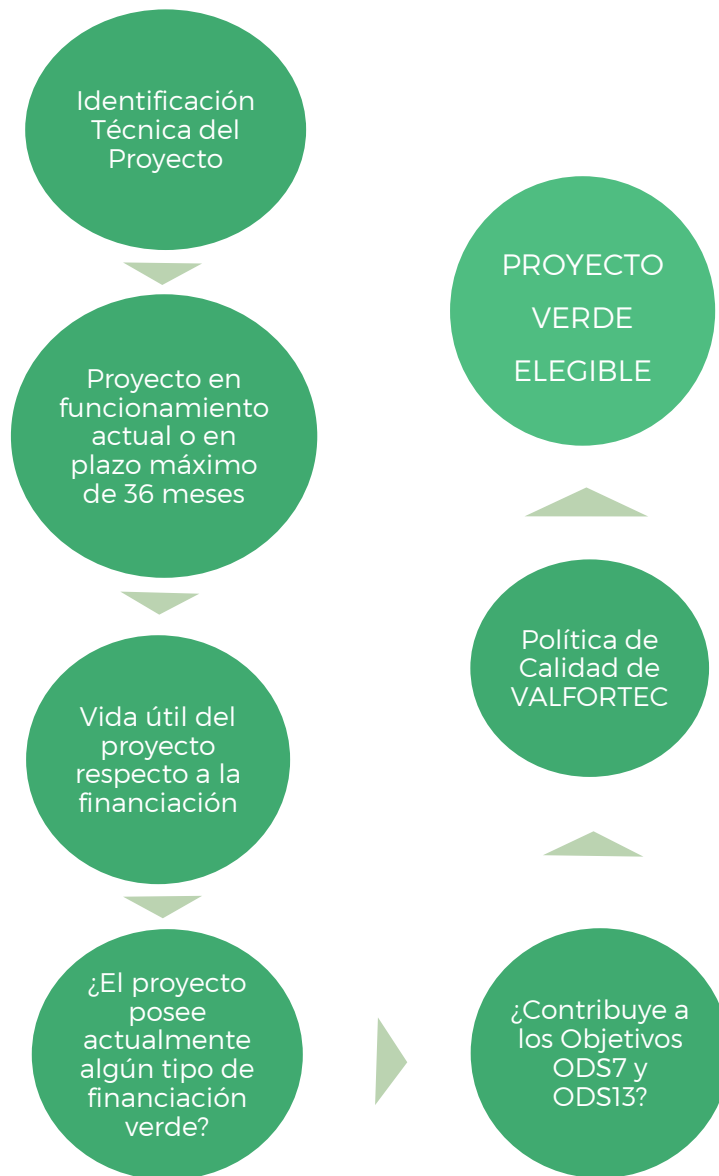 Identificación
Técnica del
Proyecto
Proyecto en
funcionamiento
actual o en
plazo máximo
de 36 meses
Vida útil del
proyecto
respecto a la
financiación
¿El proyecto
posee
actualmente
algún tipo de
financiación
verde?
¿Contribuye a
los Objetivos
ODS7 y
ODS13?
Política de
Calidad de
VALFORTEC
PROYECTO
VERDE
ELEGIBLE